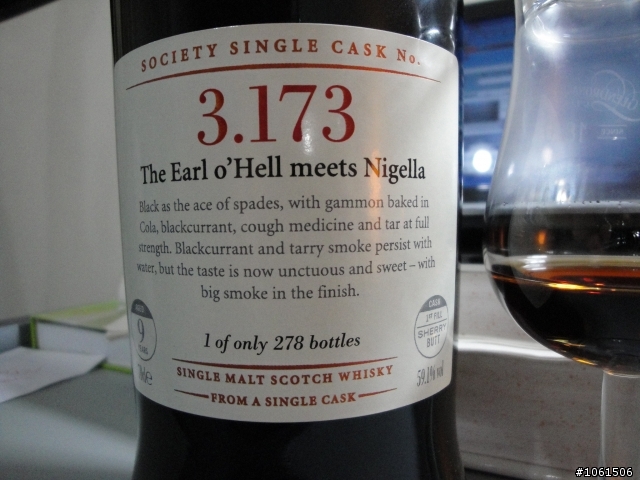 SOCIETY SINGLE CASK No.
3.173
The Earl o'Hell meets Nigella
Black as the ace of spades, with gammon baked in
Cola, blackcurrant, cough medicine and tar at full
strength. Blackcurrant and tarry smoke persist with
water, but the taste is now unctuous and sweet – with
big smoke in the finish.
9
YEARS
CASK
1ST FILL
SHERRY
BUTT
1 of only 278 bottles
59.1% vol
SINGLE MALT SCOTCH WHISKY
FROM A SINGLE CASK
#1061506